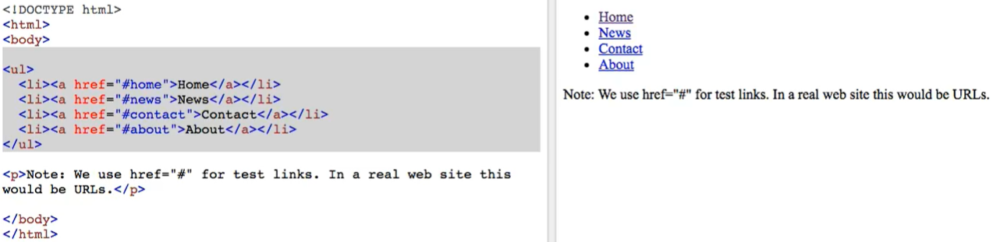 <!DOCTYPE html>
<html>
<body>
<ul>
  <li><a href="#home">Home</a></li>
  <li><a href="#news">News</a></li>
  <li><a href="#contact">Contact</a></li>
  <li><a href="#about">About</a></li>
</ul>
<p>Note: We use href="#" for test links. In a real web site this
would be URLs.</p>
</body>
</html>
Home
News
Contact
About
Note: We use href="#" for test links. In a real web site this would be URLs.